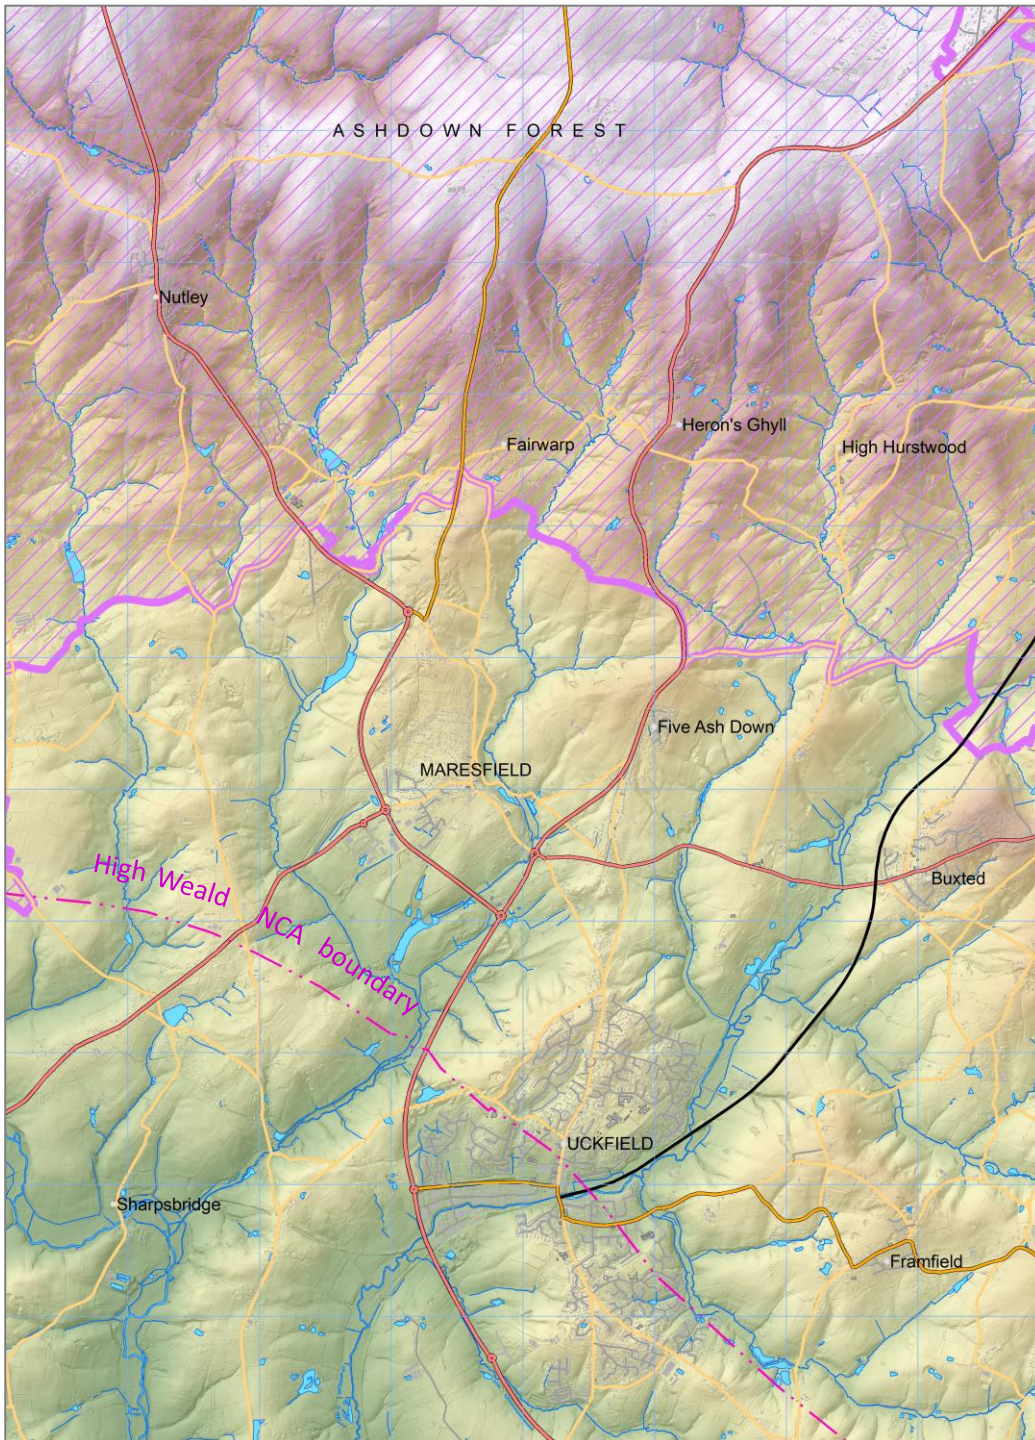 ASHDOWN FOREST
Nutley
Heron's Ghyll
Fairwarp
High Hurstwood
Five Ash Down
MARESFIELD
High Weald NCA boundary
Buxted
UCKFIELD
Sharpsbridge
Framfield